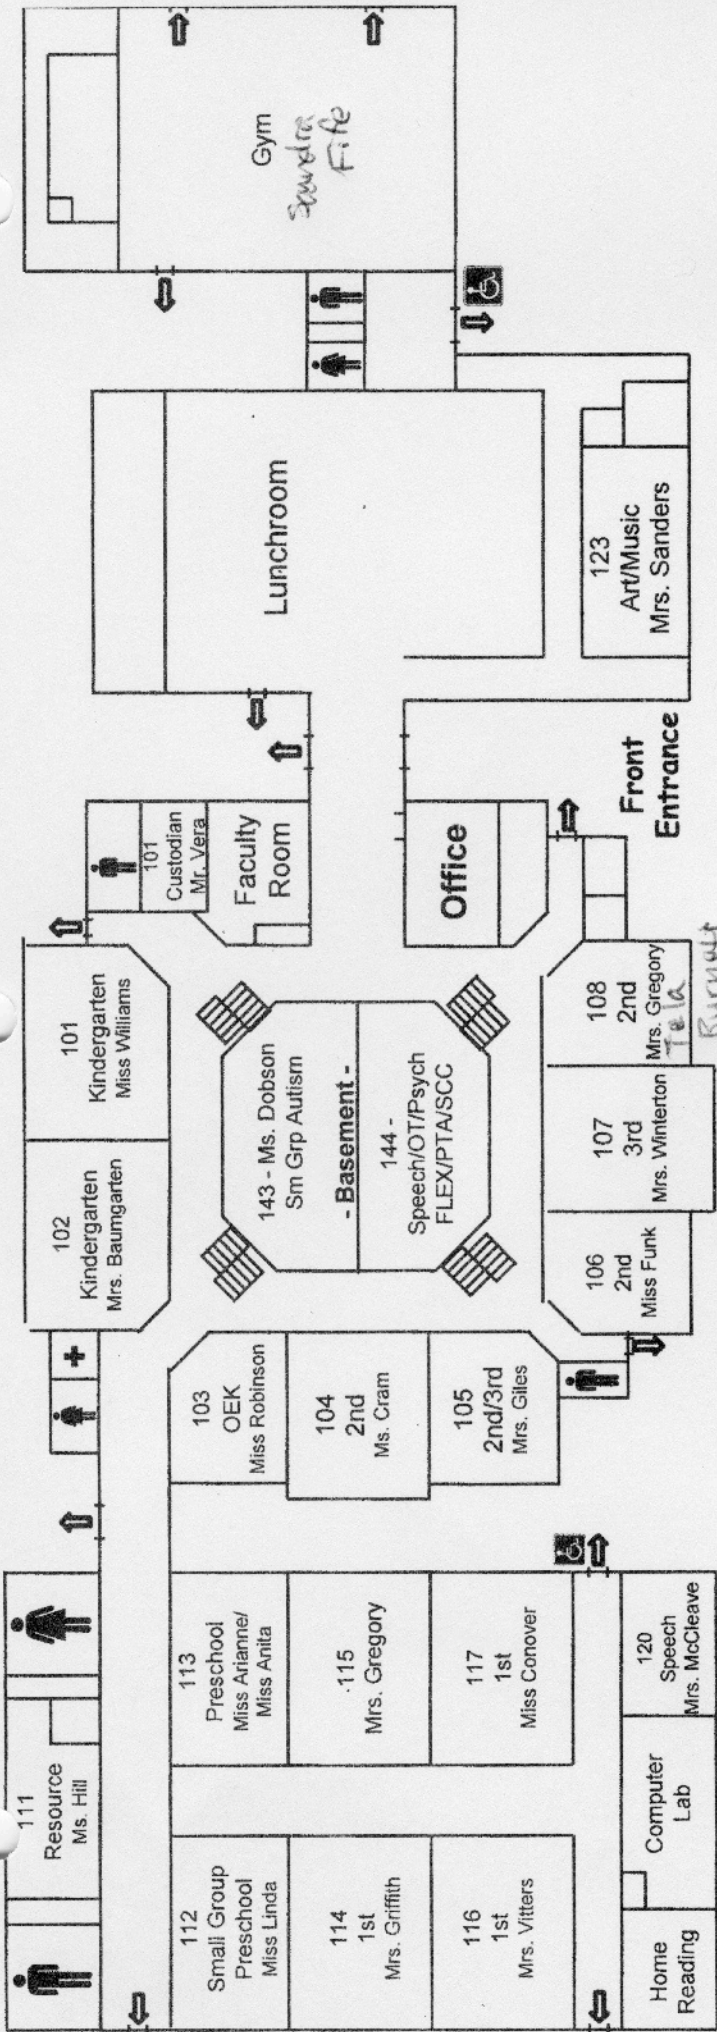 111
Resource
Ms. Hill
102
Kindergarten
Mrs. Baumgarten
101
Kindergarten
Miss Williams
101
Custodian
Mr. Vera
Faculty
Room
Lunchroom
Gym
Saundra
Fife
112
Small Group
Preschool
Miss Linda
113
Preschool
Miss Arianne/
Miss Anita
103
OEK
Miss Robinson
143 - Ms. Dobson
Sm Grp Autism
- Basement -
144 -
Speech/OT/Psych
FLEX/PTA/SCC
Office
114
1st
Mrs. Griffith
115
Mrs. Gregory
104
2nd
Ms. Cram
116
1st
Mrs. Vitters
117
1st
Miss Conover
105
2nd/3rd
Mrs. Giles
Home
Reading
Computer
Lab
120
Speech
Mrs. McCleave
106
2nd
Miss Funk
107
3rd
Mrs. Winterton
108
2nd
Mrs. Gregory
Tela
Front
Entrance
123
Art/Music
Mrs. Sanders